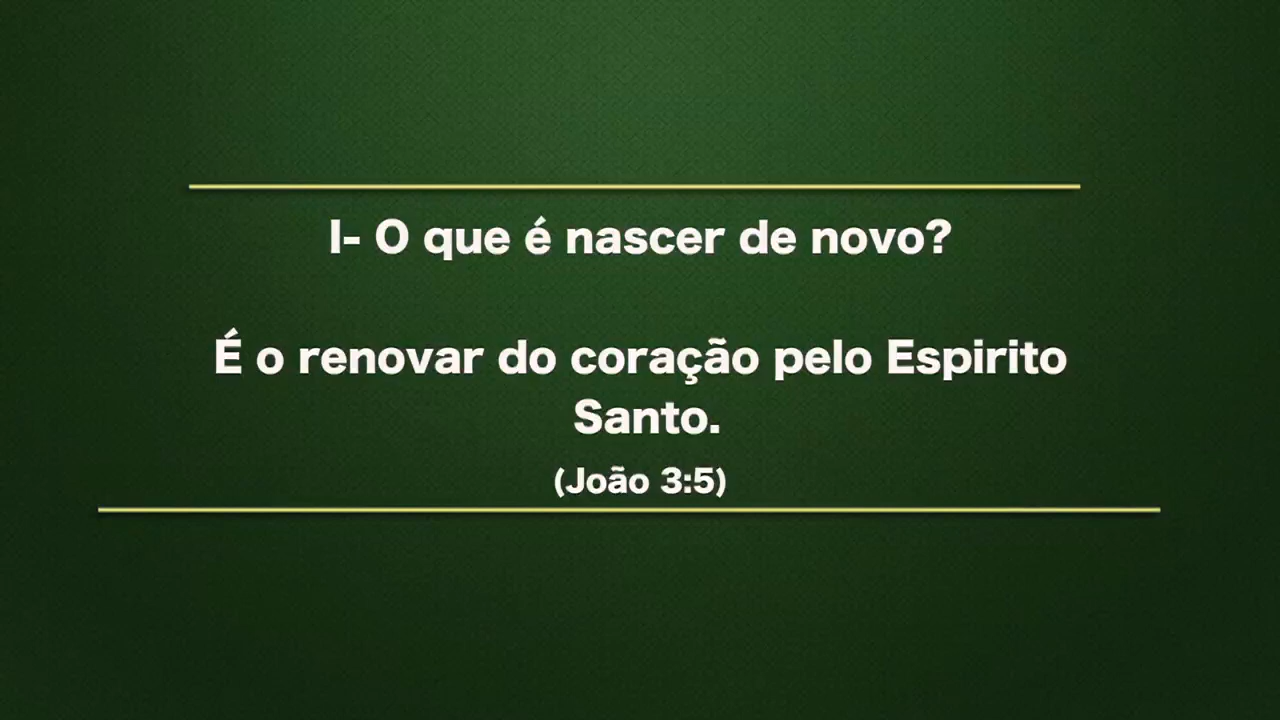 I- O que é nascer de novo?
É o renovar do coração pelo Espirito
Santo.
(João 3:5)